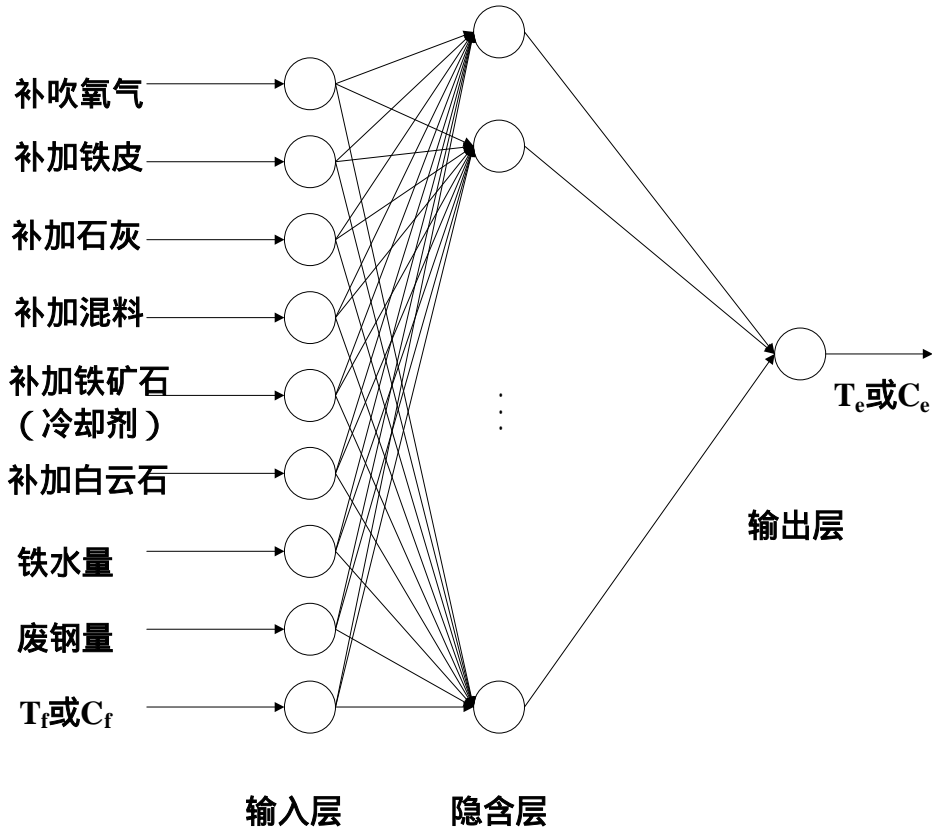 补吹氧气
补加铁皮
补加石灰
补加混料
补加铁矿石
（冷却剂）
补加白云石
铁水量
废钢量
Tf或Cf
Te或Ce
输出层
输入层
隐含层